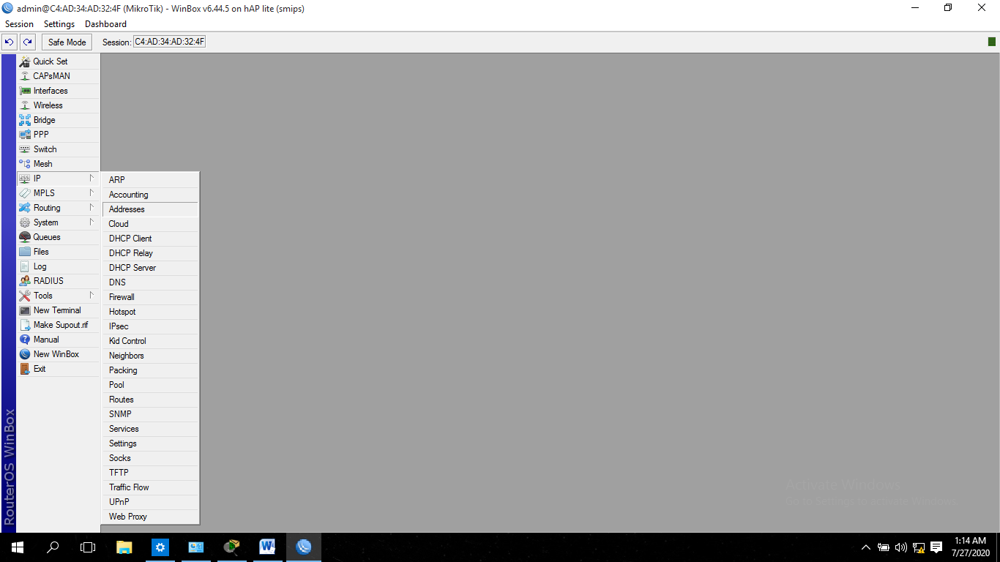 admin@C4:AD:34:AD:32:4F (MikroTik) - WinBox v6.44.5 on hAP lite (smips)
Session Settings Dashboard
Safe Mode Session: C4:AD:34:AD:32:4F
Quick Set
CAPsMAN
Interfaces
Wireless
Bridge
PPP
Switch
Mesh
IP
MPLS
Routing
System
Queues
Files
Log
RADIUS
Tools
New Terminal
Make Supout.rif
Manual
New WinBox
Exit
ARP
Accounting
Addresses
Cloud
DHCP Client
DHCP Relay
DHCP Server
DNS
Firewall
Hotspot
IPsec
Kid Control
Neighbors
Packing
Pool
Routes
SNMP
Services
Settings
Socks
TFTP
Traffic Flow
UPnP
Web Proxy
RouterOS WinBox
Activate Windows
Go to Settings to activate Windows.
1:14 AM
7/27/2020